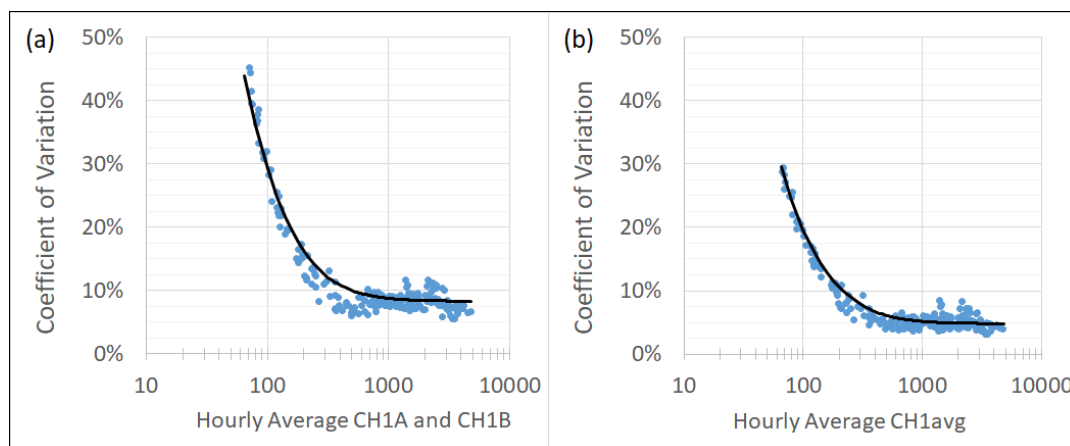 (a)
Coefficient of Variation
50%
40%
30%
20%
10%
0%
10 100 1000 10000
Hourly Average CH1A and CH1B
(b)
Coefficient of Variation
50%
40%
30%
20%
10%
0%
10 100 1000 10000
Hourly Average CH1avg